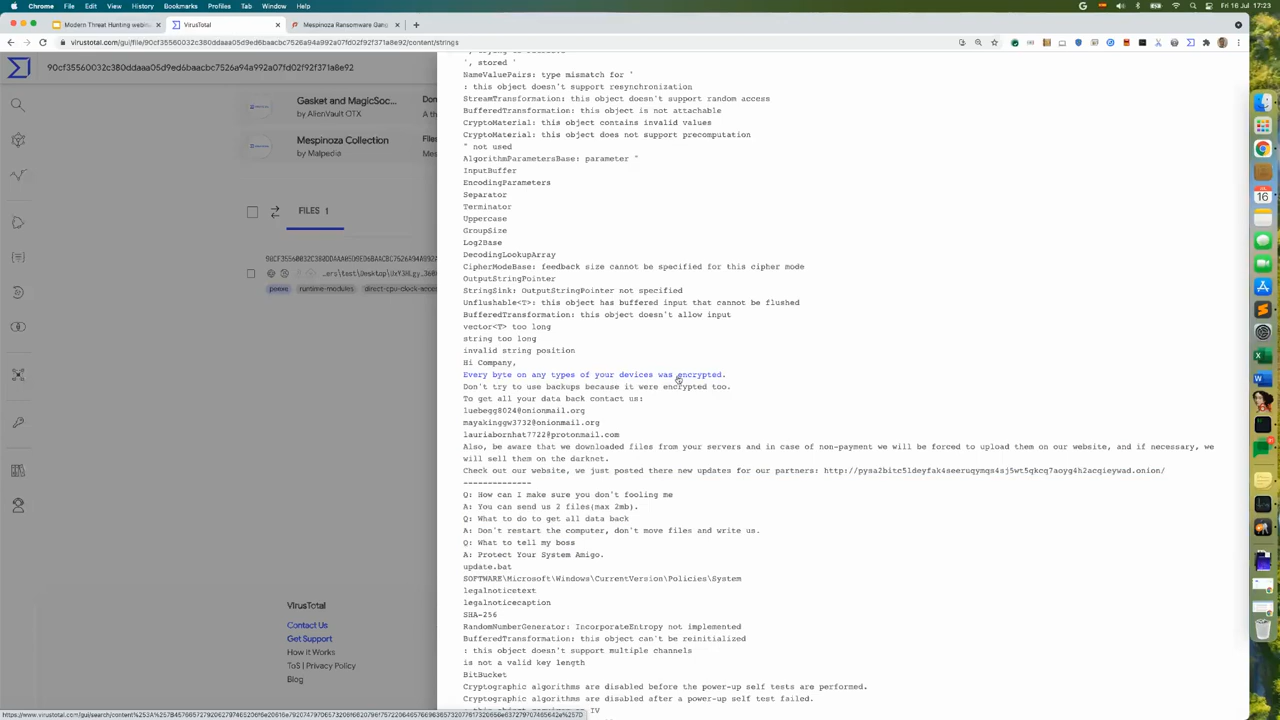 Chrome File Edit View History Bookmarks Profiles Tab Window Help
Fri 16 Jul 17:23
Modern Threat Hunting webin
VirusTotal
Mespinoza Ransomware Gang
virustotal.com/gui/file/90cf35560032c380ddaaa05d9ed6baacbc7526a94a992a07fd02f92f371a8e92/content/strings
90cf35560032c380ddaaa05d9ed6baacbc7526a94a992a07fd02f92f371a8e92
Gasket and MagicSoc...
by AlienVault OTX
Don
A th
Mespinoza Collection
by Malpedia
Files
Mes
FILES 1
...ers\test\Desktop\
peexe
runtime-modules
direct-cpu-clock-acces
VirusTotal
Contact Us
Get Support
How It Works
ToS | Privacy Policy
Blog
', stored '
NameValuePairs: type mismatch for '
: this object doesn't support resynchronization
StreamTransformation: this object doesn't support random access
BufferedTransformation: this object is not attachable
CryptoMaterial: this object contains invalid values
CryptoMaterial: this object does not support precomputation
" not used
AlgorithmParametersBase: parameter "
InputBuffer
EncodingParameters
Separator
Terminator
Uppercase
GroupSize
Log2Base
DecodingLookupArray
CipherModeBase: feedback size cannot be specified for this cipher mode
OutputStringPointer
StringSink: OutputStringPointer not specified
Unflushable<T>: this object has buffered input that cannot be flushed
BufferedTransformation: this object doesn't allow input
vector<T> too long
string too long
invalid string position
Hi Company,
Every byte on any types of your devices was encrypted.
Don't try to use backups because it were encrypted too.
To get all your data back contact us:
luebegg8024@onionmail.org
mayakinggw3732@onionmail.org
lauriabornhat7722@protonmail.com
Also, be aware that we downloaded files from your servers and in case of non-payment we will be forced to upload them on our website, and if necessary, we
will sell them on the darknet.
Check out our website, we just posted there new updates for our partners: http://pysa2bitc5ldeyfak4seeruqymqs4sj5wt5qkcq7aoyg4h2acqieywad.onion/
--------------
Q: How can I make sure you don't fooling me
A: You can send us 2 files(max 2mb).
Q: What to do to get all data back
A: Don't restart the computer, don't move files and write us.
Q: What to tell my boss
A: Protect Your System Amigo.
update.bat
SOFTWARE\Microsoft\Windows\CurrentVersion\Policies\System
legalnoticetext
legalnoticecaption
SHA-256
RandomNumberGenerator: IncorporateEntropy not implemented
BufferedTransformation: this object can't be reinitialized
: this object doesn't support multiple channels
is not a valid key length
BitBucket
Cryptographic algorithms are disabled before the power-up self tests are performed.
Cryptographic algorithms are disabled after a power-up self test failed.